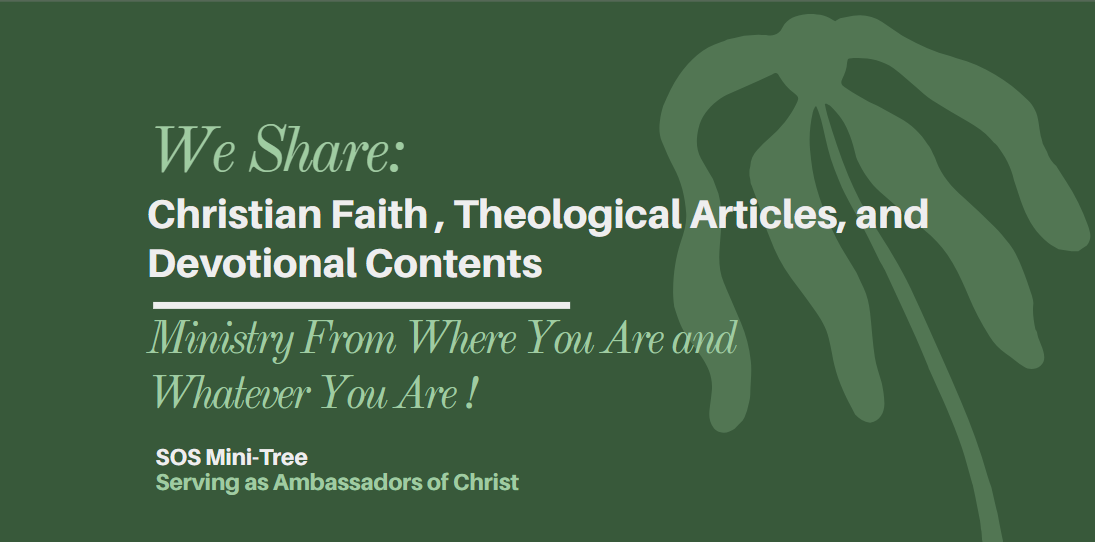 We Share:
Christian Faith , Theological Articles, and
Devotional Contents
Ministry From Where You Are and
Whatever You Are !
SOS Mini-Tree
Serving as Ambassadors of Christ